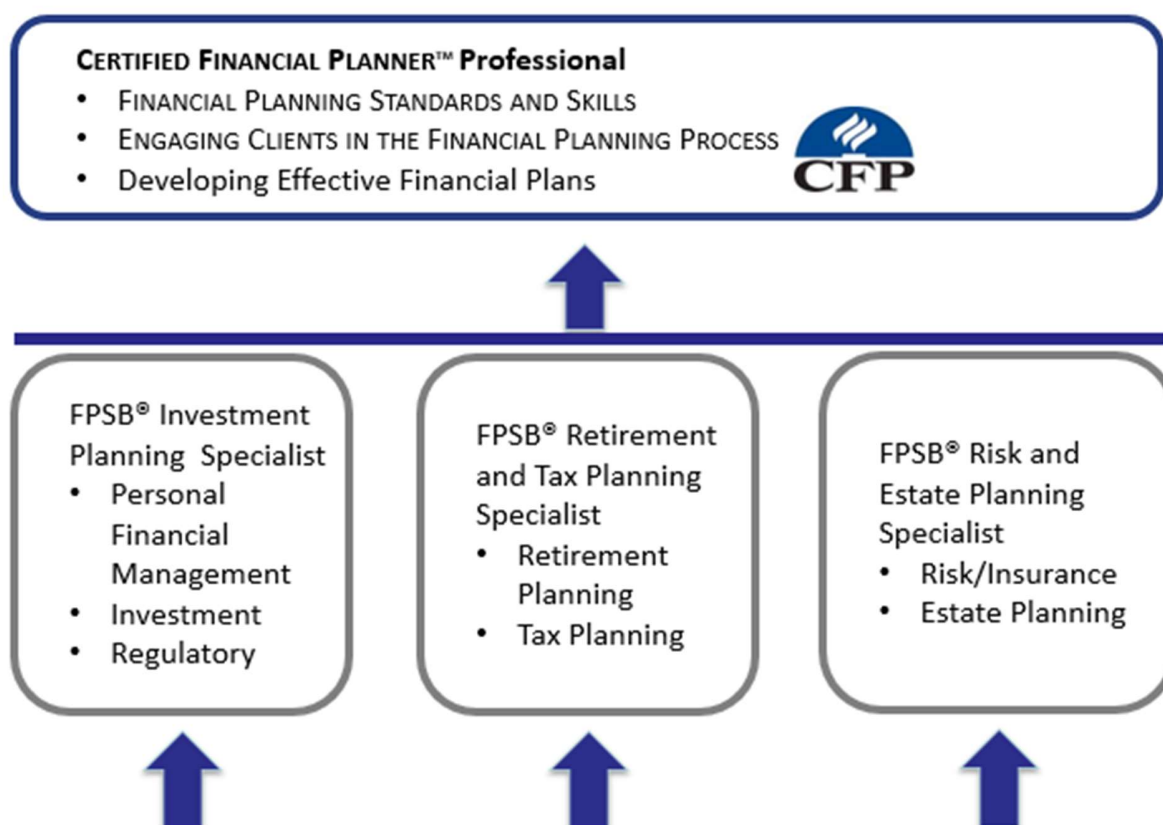 CERTIFIED FINANCIAL PLANNER™ Professional
• FINANCIAL PLANNING STANDARDS AND SKILLS
• ENGAGING CLIENTS IN THE FINANCIAL PLANNING PROCESS
• Developing Effective Financial Plans
CFP
FPSB® Investment
Planning Specialist
• Personal
Financial
Management
• Investment
• Regulatory
FPSB® Retirement
and Tax Planning
Specialist
• Retirement
Planning
• Tax Planning
FPSB® Risk and
Estate Planning
Specialist
• Risk/Insurance
• Estate Planning